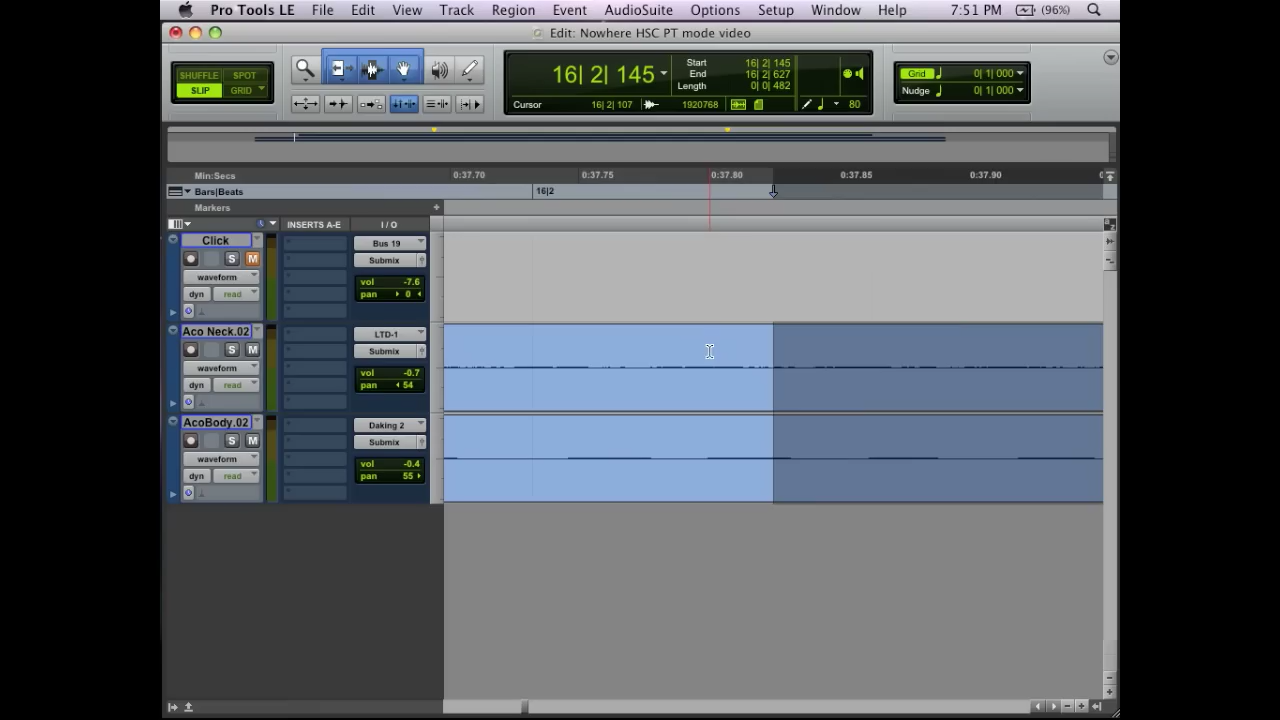 Pro Tools LE File Edit View Track Region Event AudioSuite Options Setup Window Help 7:51 PM (96%)
Edit: Nowhere HSC PT mode video
SHUFFLE SPOT
SLIP GRID
16| 2| 145
Start 16| 2| 145
End 16| 2| 627
Length 0| 0| 482
Cursor 16| 2| 107 1920768 80
Grid 0| 1| 000
Nudge 0| 1| 000
Min:Secs 0:37.70 0:37.75 0:37.80 0:37.85 0:37.90
Bars|Beats 16|2
Markers +
INSERTS A-E I / O
Click Bus 19
S M Submix
waveform
vol -7.6
dyn read pan 0
Aco Neck.02 LTD-1
S M Submix
waveform
vol -0.7
dyn read pan 54
AcoBody.02 Daking 2
S M Submix
waveform
vol -0.4
dyn read pan 55